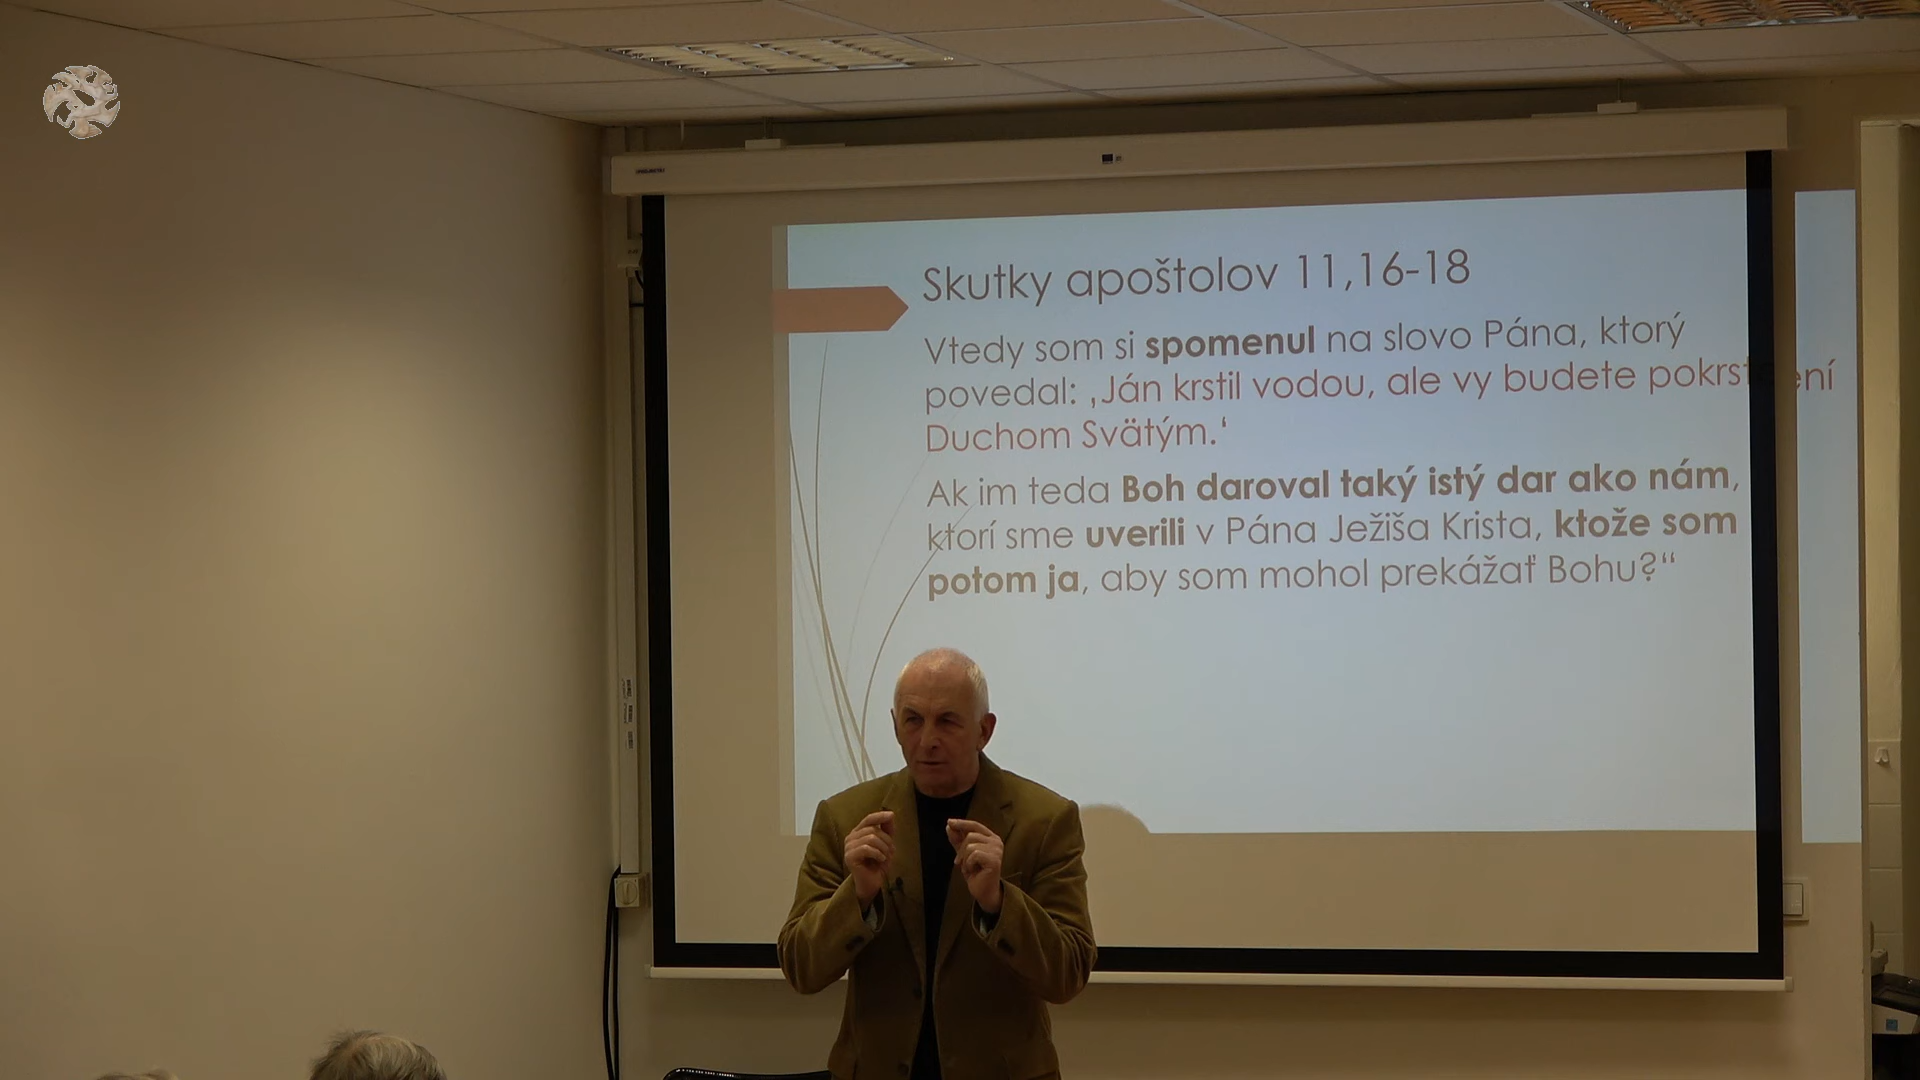 Skutky apoštolov 11,16-18
Vtedy som si spomenul na slovo Pána, ktorý
povedal: ‚Ján krstil vodou, ale vy budete pokrstení
Duchom Svätým.‘
Ak im teda Boh daroval taký istý dar ako nám,
ktorí sme uverili v Pána Ježiša Krista, ktože som
potom ja, aby som mohol prekážať Bohu?“